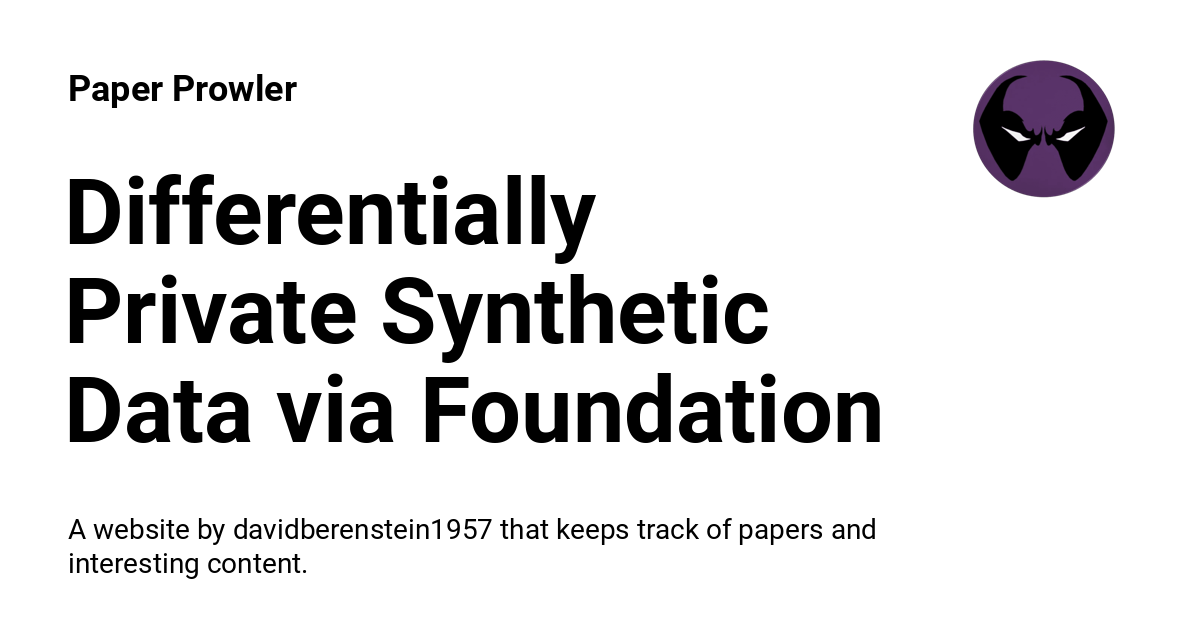 Paper Prowler
Differentially
Private Synthetic
Data via Foundation
A website by davidberenstein1957 that keeps track of papers and
interesting content.